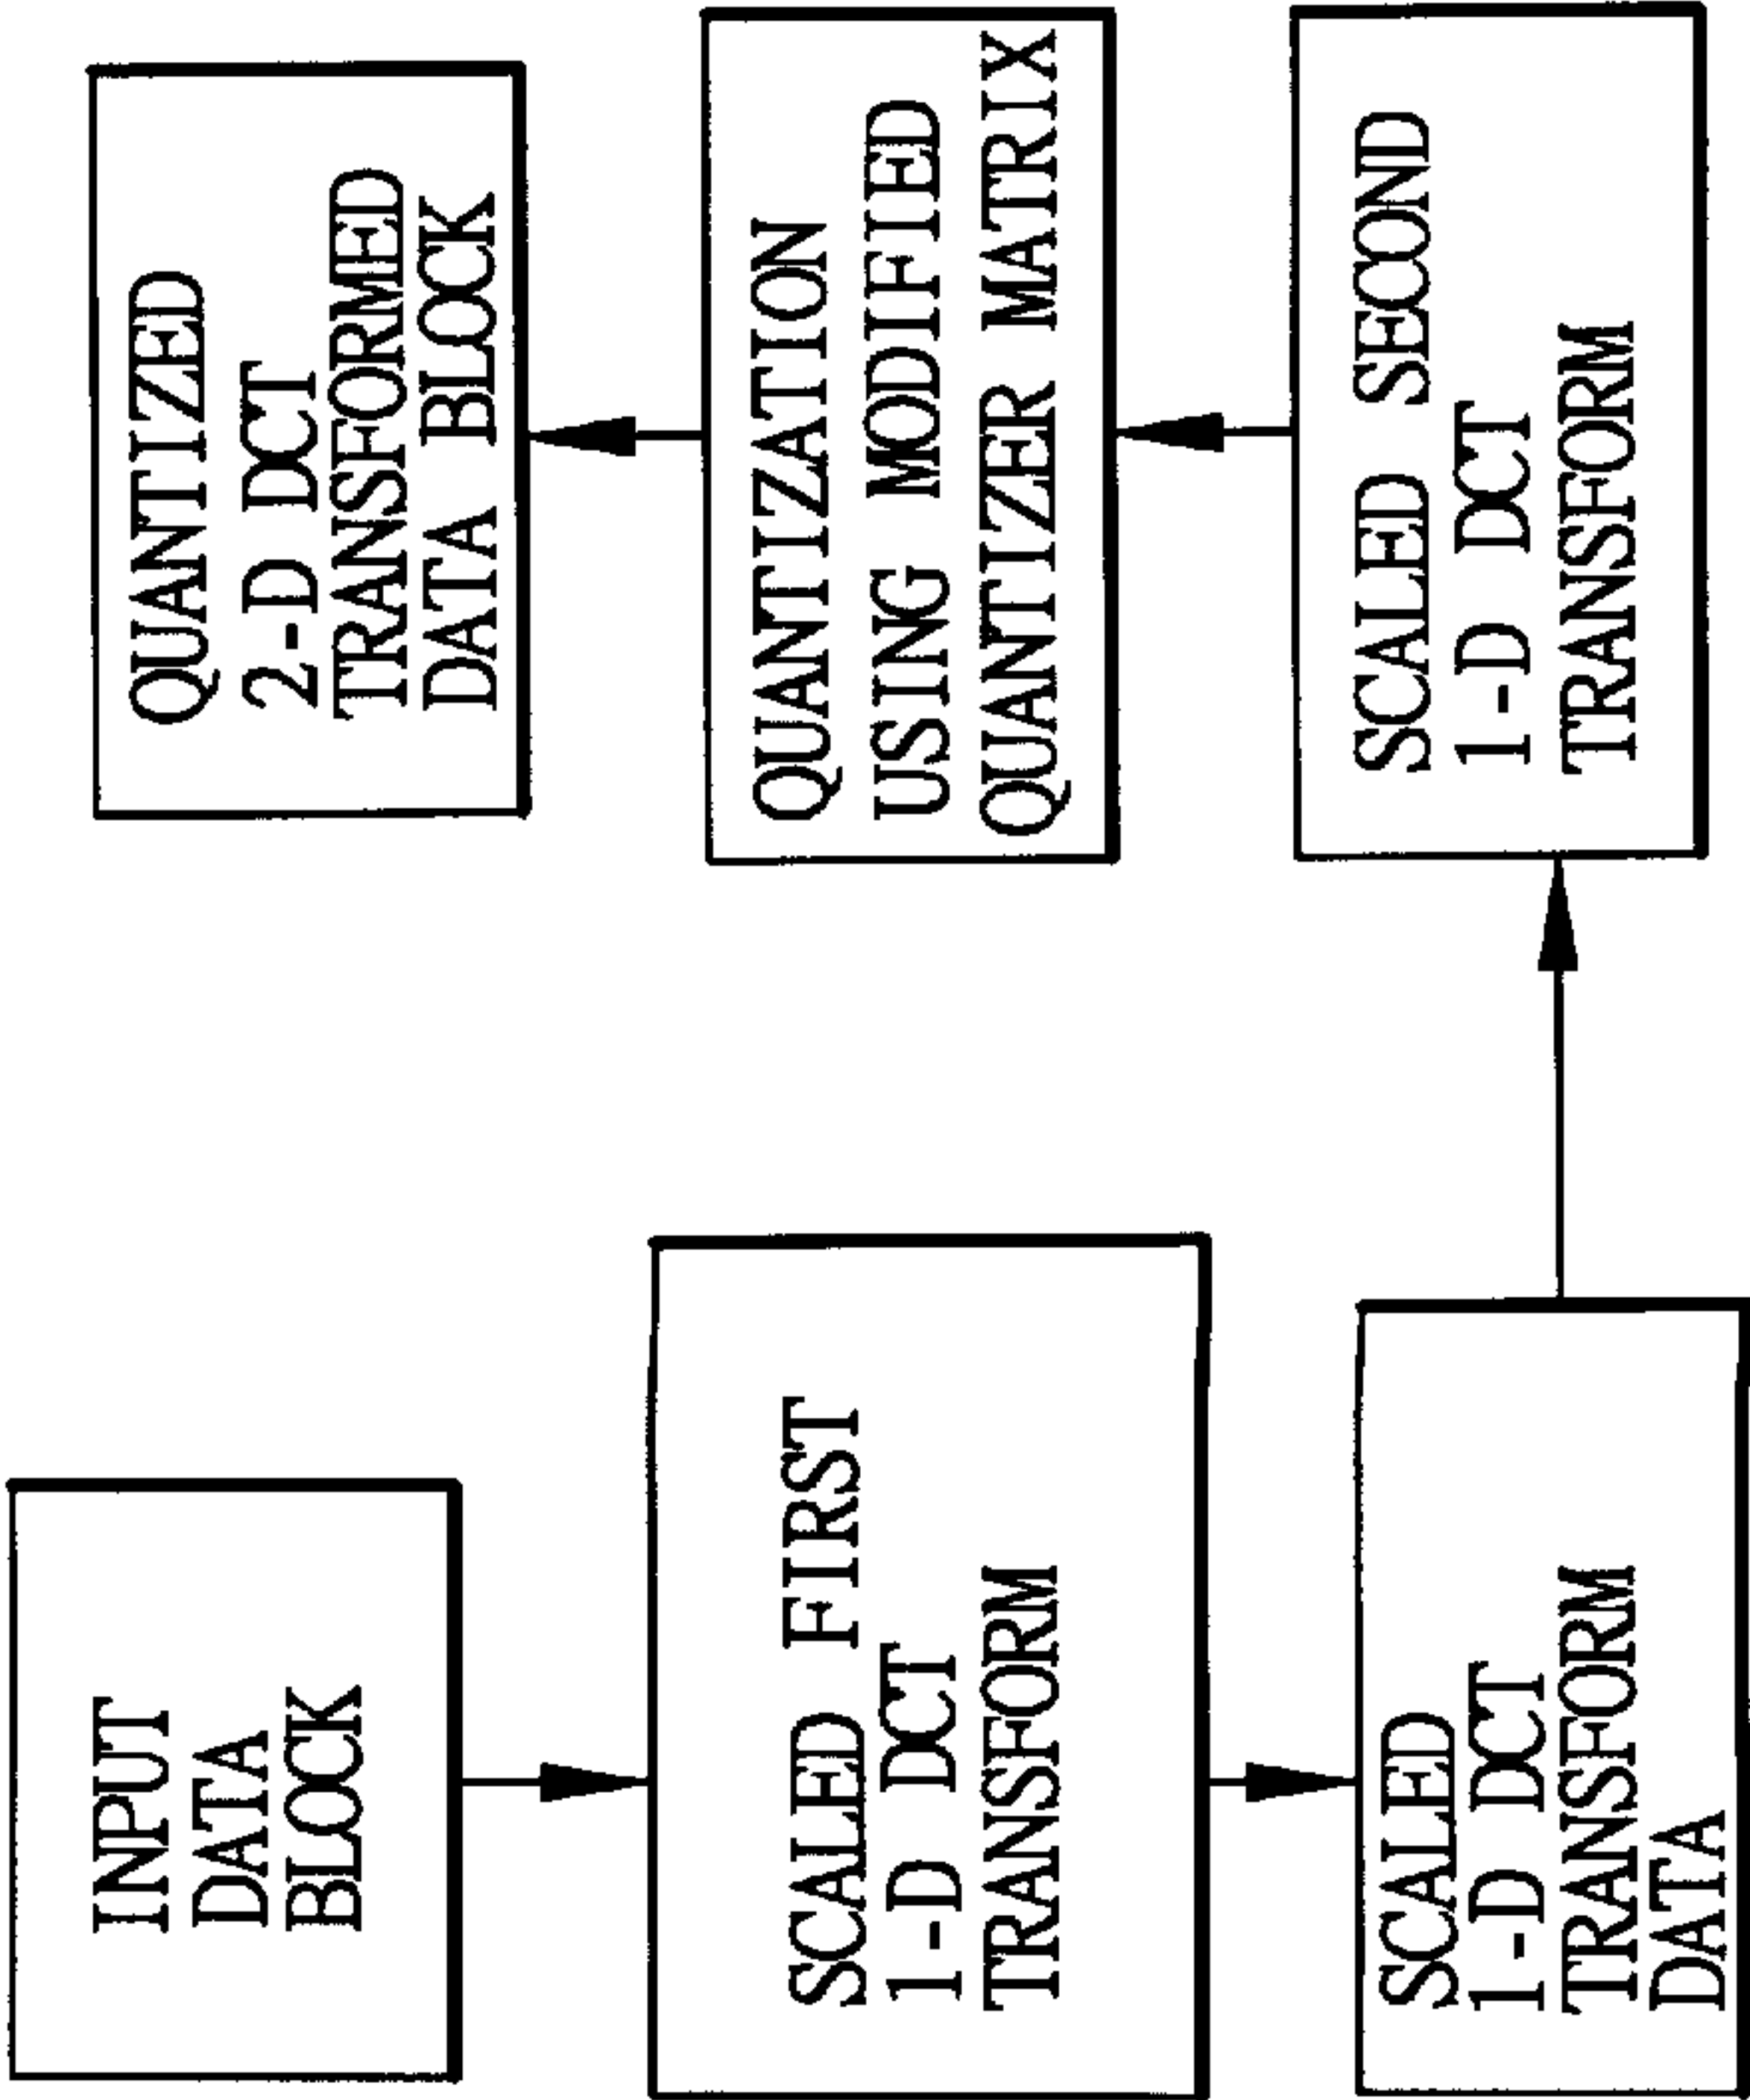 INPUT
DATA
BLOCK
SCALED FIRST
1-D DCT
TRANSFORM
SCALED
1-D DCT
TRANSFORM
DATA
SCALED SECOND
1-D DCT
TRANSFORM
QUANTIZATION
USING MODIFIED
QUANTIZER MATRIX
QUANTIZED
2-D DCT
TRANSFORMED
DATA BLOCK